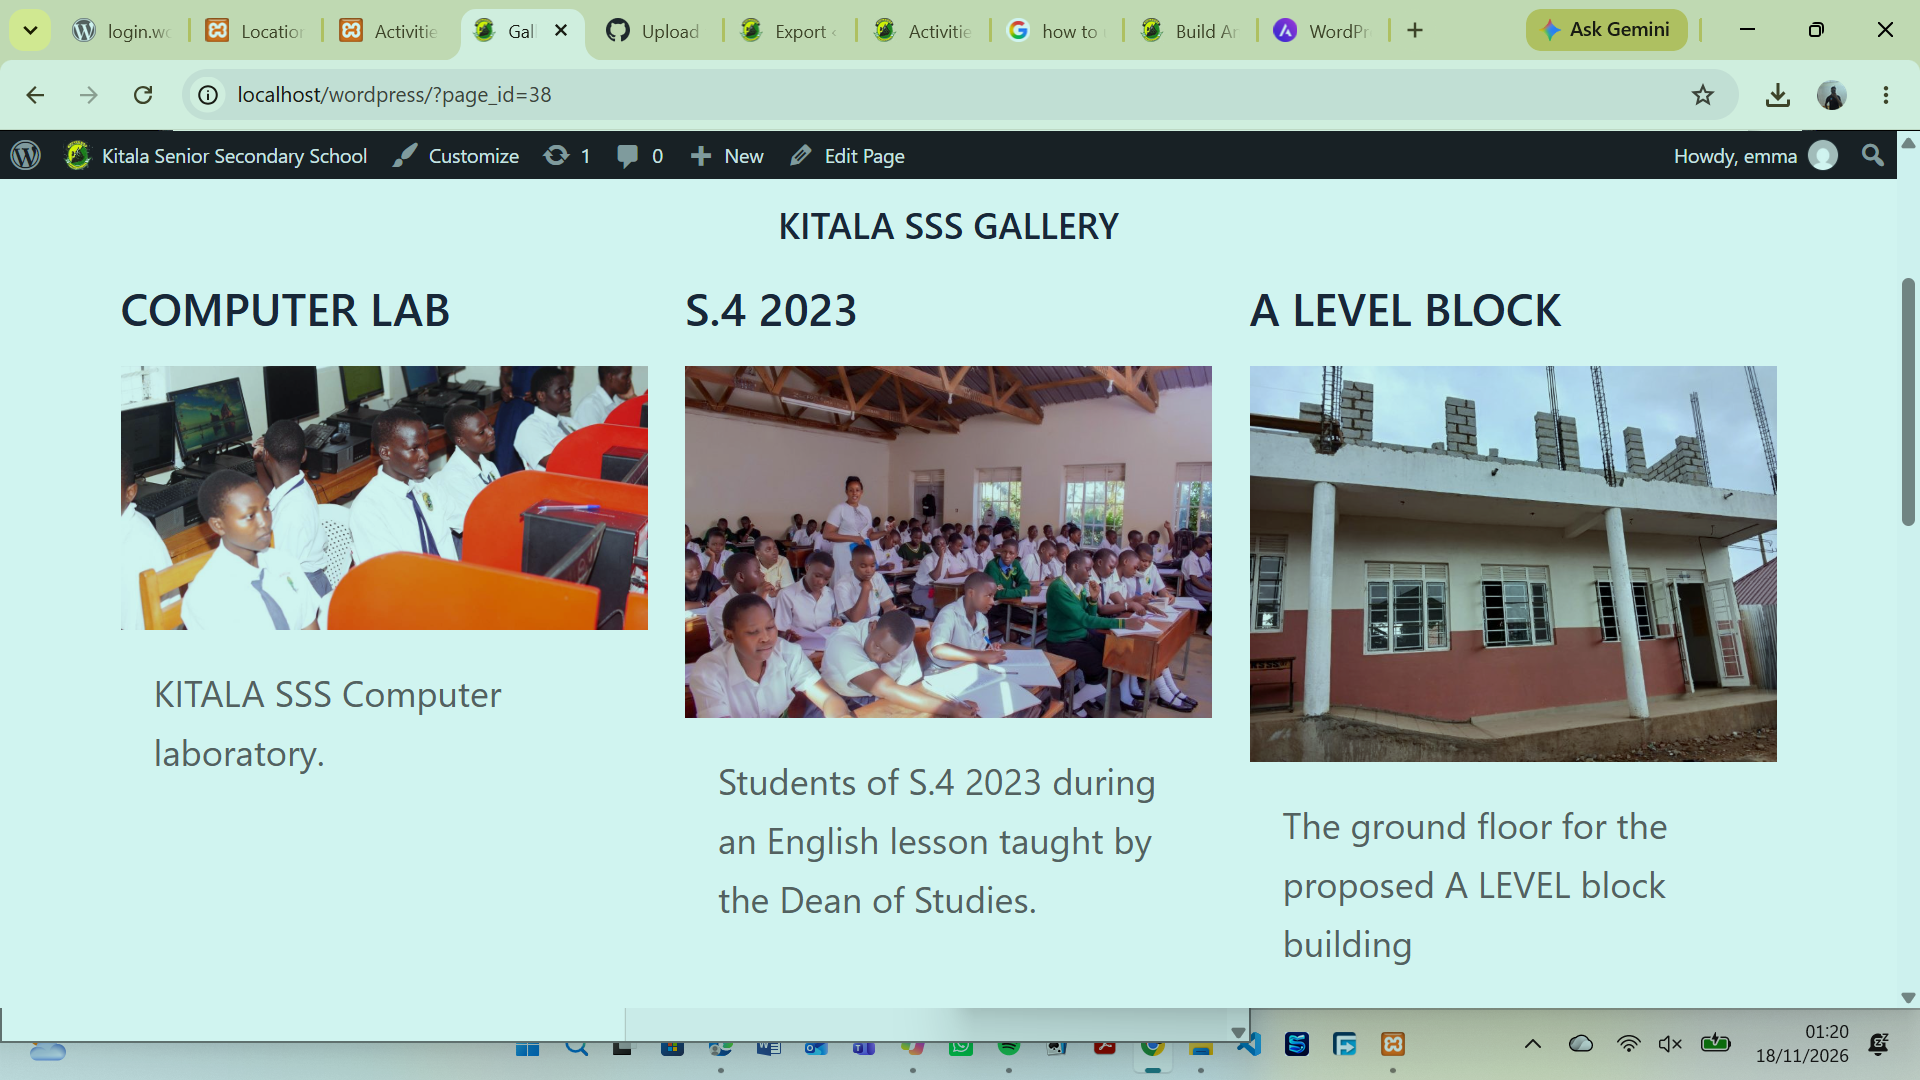 login.wo
Location
Activitie
Gal
Upload
Export
Activitie
how to
Build Ar
WordPr
Ask Gemini
localhost/wordpress/?page_id=38
Kitala Senior Secondary School
Customize
1
0
New
Edit Page
Howdy, emma
KITALA SSS GALLERY
COMPUTER LAB
S.4 2023
A LEVEL BLOCK
KITALA SSS Computer
laboratory.
Students of S.4 2023 during
an English lesson taught by
the Dean of Studies.
The ground floor for the
proposed A LEVEL block
building
01:20
18/11/2026